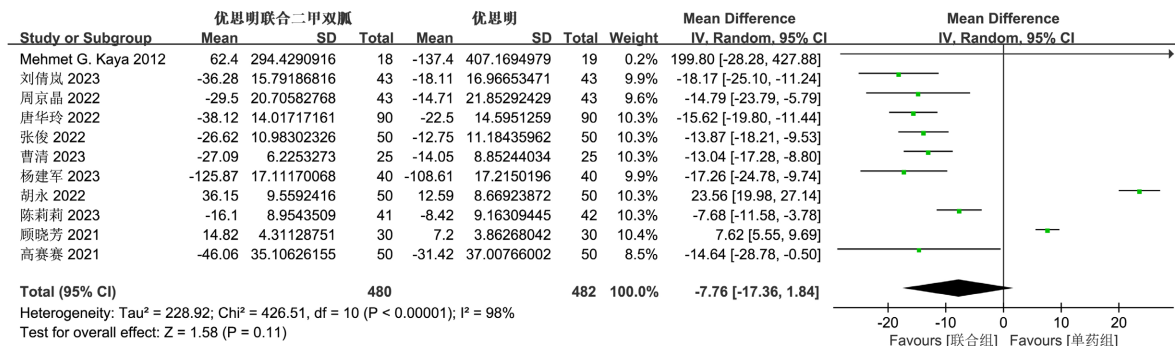 优思明联合二甲双胍 优思明 Mean Difference Mean Difference
Study or Subgroup Mean SD Total Mean SD Total Weight IV, Random, 95% CI IV, Random, 95% CI
Mehmet G. Kaya 2012 62.4 294.4290916 18 -137.4 407.1694979 19 0.2% 199.80 [-28.28, 427.88]
刘倩岚 2023 -36.28 15.79186816 43 -18.11 16.96653471 43 9.9% -18.17 [-25.10, -11.24]
周京晶 2022 -29.5 20.70582768 43 -14.71 21.85292429 43 9.6% -14.79 [-23.79, -5.79]
唐华玲 2022 -38.12 14.01717161 90 -22.5 14.5951259 90 10.3% -15.62 [-19.80, -11.44]
张俊 2022 -26.62 10.98302326 50 -12.75 11.18435962 50 10.3% -13.87 [-18.21, -9.53]
曹清 2023 -27.09 6.2253273 25 -14.05 8.85244034 25 10.3% -13.04 [-17.28, -8.80]
杨建军 2023 -125.87 17.11170068 40 -108.61 17.2150196 40 9.8% -17.26 [-24.78, -9.74]
胡永 2022 36.15 9.5592416 50 12.59 8.66923872 50 10.3% 23.56 [19.98, 27.14]
陈莉莉 2023 -16.1 8.9543509 41 -8.42 9.16309445 42 10.3% -7.68 [-11.58, -3.78]
顾晓芳 2021 14.82 4.31128751 30 7.2 3.86268042 30 10.4% 7.62 [5.55, 9.69]
高赛赛 2021 -46.06 35.10626155 50 -31.42 37.00766002 50 8.5% -14.64 [-28.78, -0.50]
Total (95% CI) 480 482 100.0% -7.76 [-17.36, 1.84]
Heterogeneity: Tau² = 228.92; Chi² = 426.51, df = 10 (P < 0.00001); I² = 98%
Test for overall effect: Z = 1.58 (P = 0.11)
-20 -10 0 10 20
Favours [联合组] Favours [单药组]